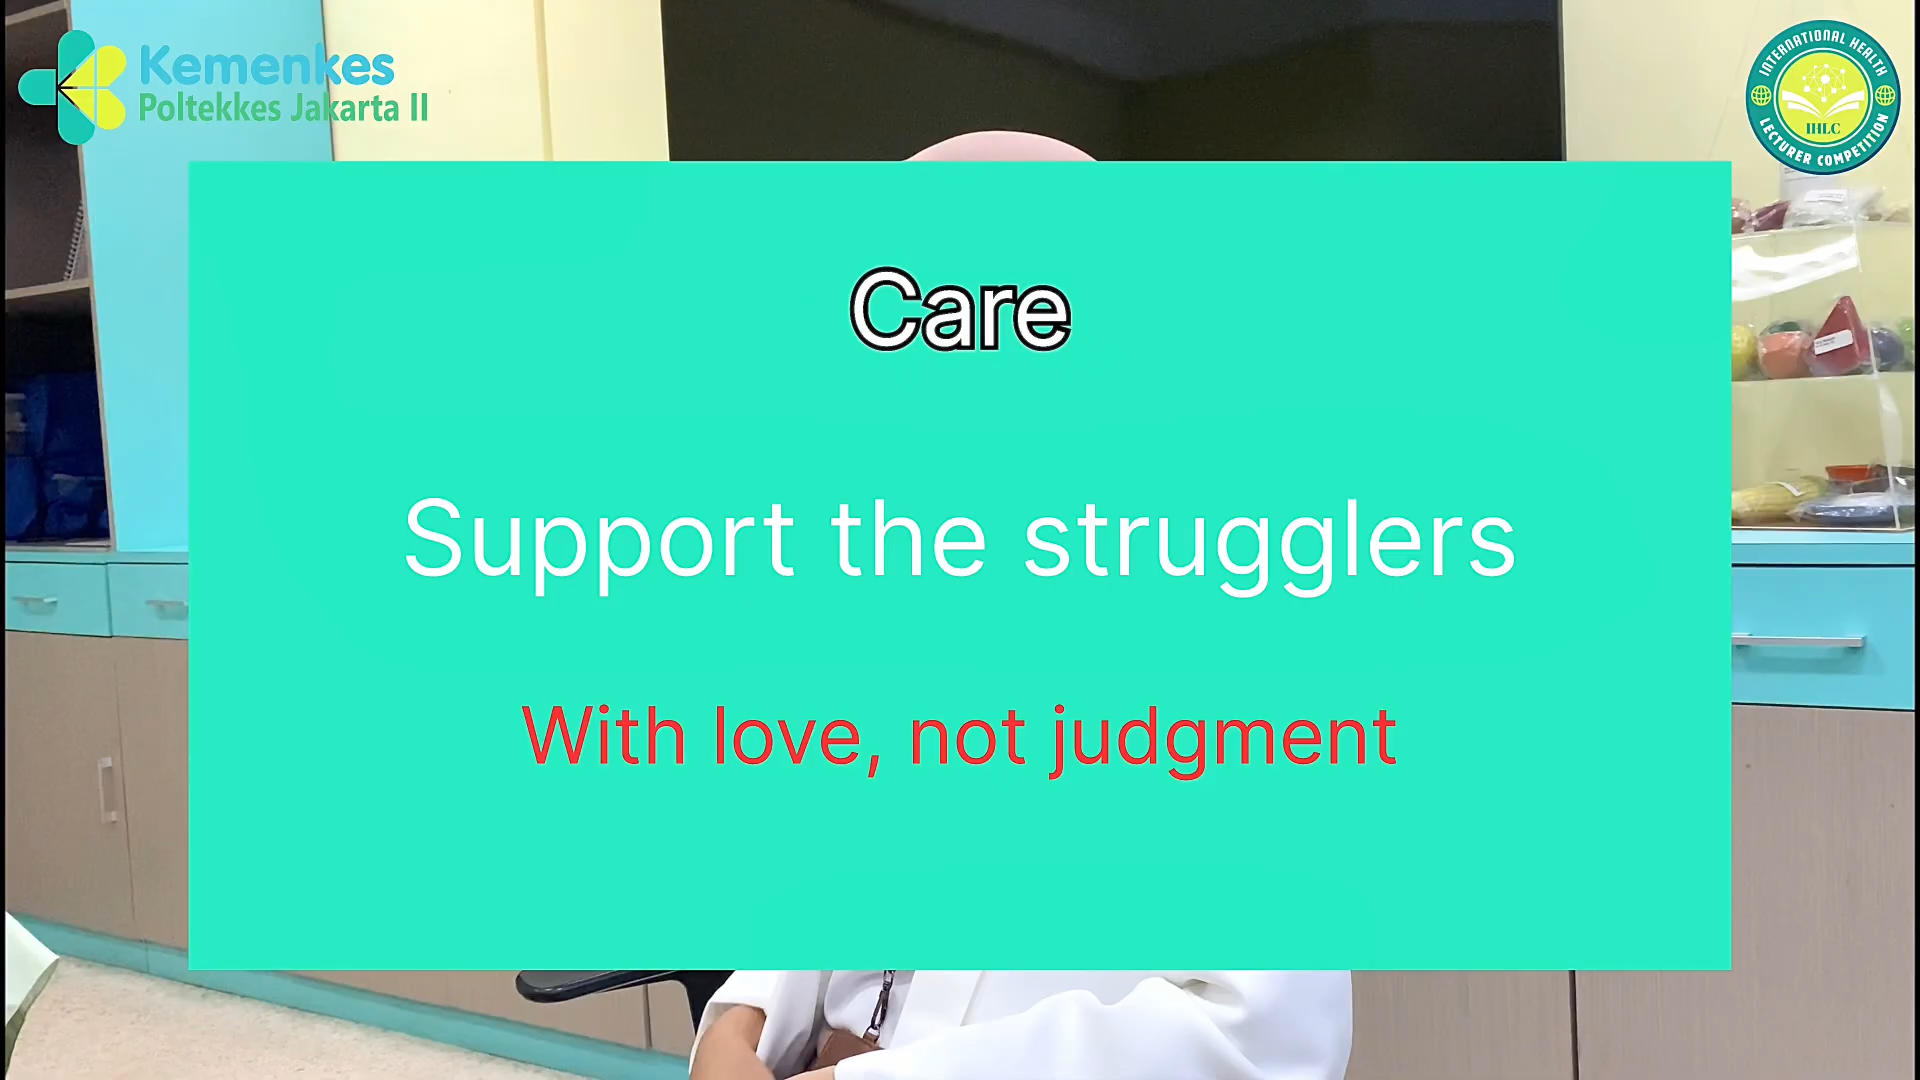 Kemenkes
Poltekkes Jakarta II
INTERNATIONAL HEALTH
IHLC
LECTURER COMPETITION
Care
Support the strugglers
With love, not judgment